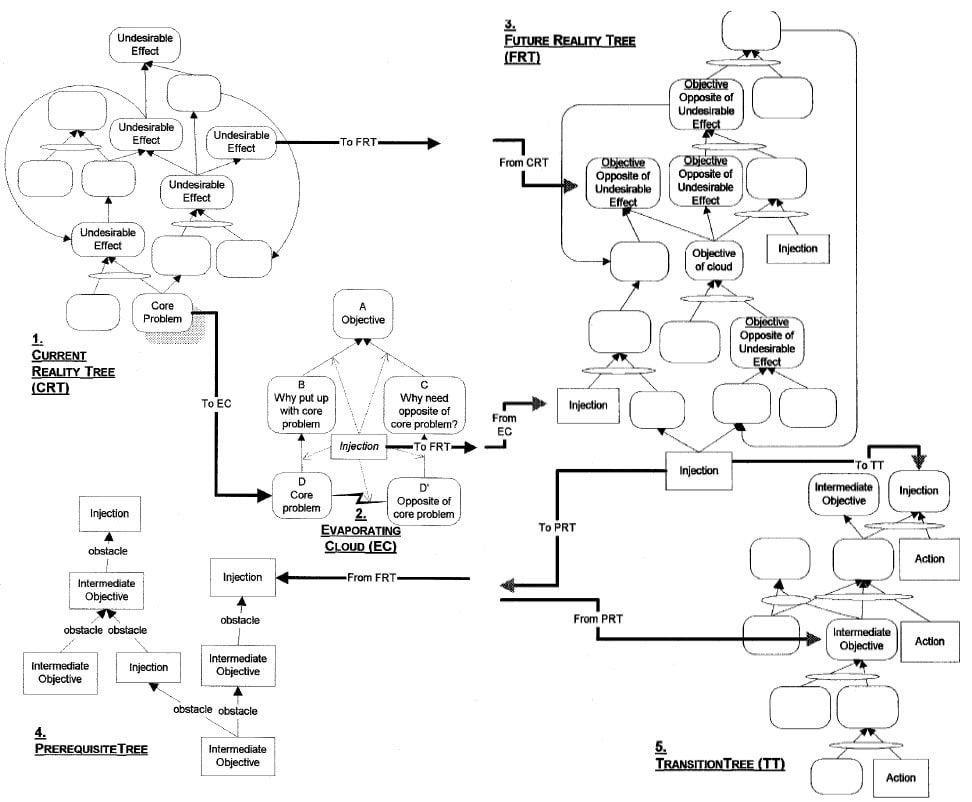 Undesirable
Effect
Undesirable
Effect
Undesirable
Effect
To FRT
Undesirable
Effect
Undesirable
Effect
Core
Problem
1.
CURRENT
REALITY TREE
(CRT)
To EC
A
Objective
B
Why put up
with core
problem
C
Why need
opposite of
core problem?
Injection
To FRT
D
Core
problem
D'
Opposite of
core problem
2.
EVAPORATING
CLOUD (EC)
3.
FUTURE REALITY TREE
(FRT)
From CRT
Objective
Opposite of
Undesirable
Effect
Objective
Opposite of
Undesirable
Effect
Objective
Opposite of
Undesirable
Effect
Injection
Objective
of cloud
Objective
Opposite of
Undesirable
Effect
From
EC
Injection
Injection
To TT
To PRT
Injection
obstacle
Intermediate
Objective
obstacle obstacle
Intermediate
Objective
Injection
Injection
From FRT
obstacle
Intermediate
Objective
obstacle obstacle
Intermediate
Objective
4.
PREREQUISITETREE
From PRT
Intermediate
Objective
Injection
Action
Intermediate
Objective
Action
Action
5.
TRANSITIONTREE (TT)